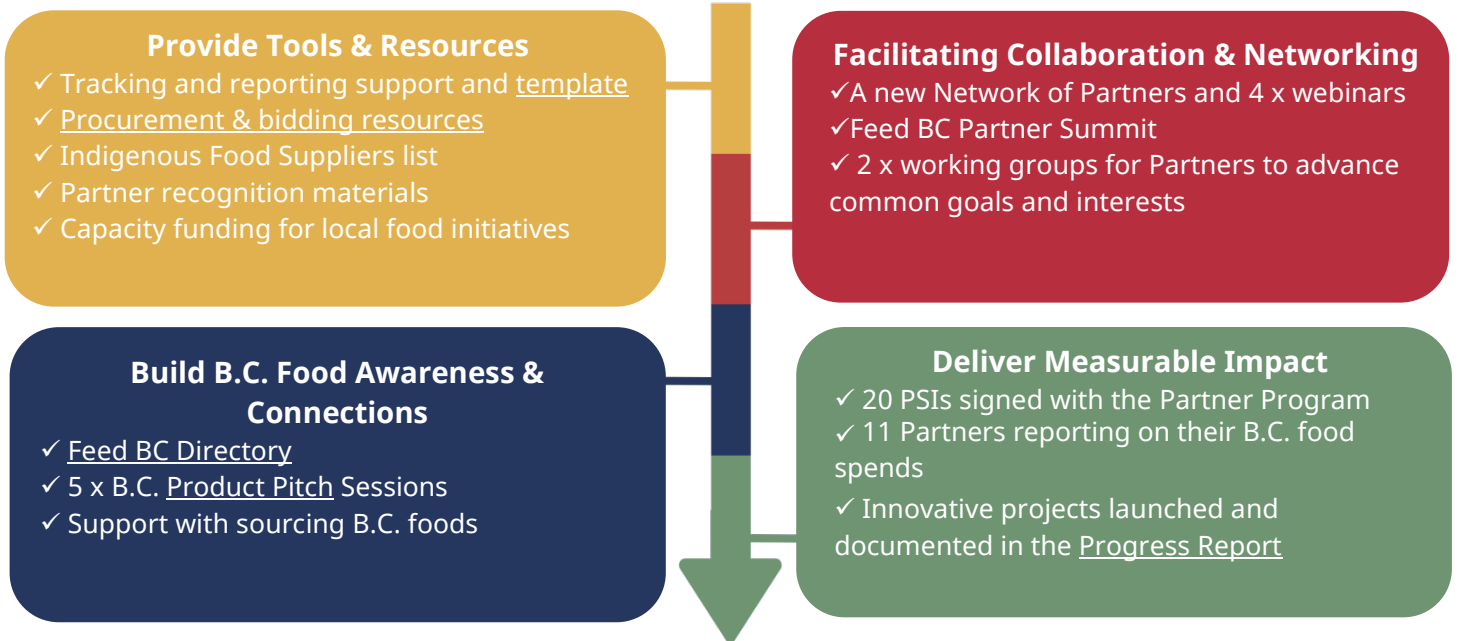 Provide Tools & Resources
✓ Tracking and reporting support and template
✓ Procurement & bidding resources
✓ Indigenous Food Suppliers list
✓ Partner recognition materials
✓ Capacity funding for local food initiatives
Facilitating Collaboration & Networking
✓A new Network of Partners and 4 x webinars
✓Feed BC Partner Summit
✓ 2 x working groups for Partners to advance
common goals and interests
Build B.C. Food Awareness &
Connections
✓ Feed BC Directory
✓ 5 x B.C. Product Pitch Sessions
✓ Support with sourcing B.C. foods
Deliver Measurable Impact
✓ 20 PSIs signed with the Partner Program
✓ 11 Partners reporting on their B.C. food
spends
✓ Innovative projects launched and
documented in the Progress Report